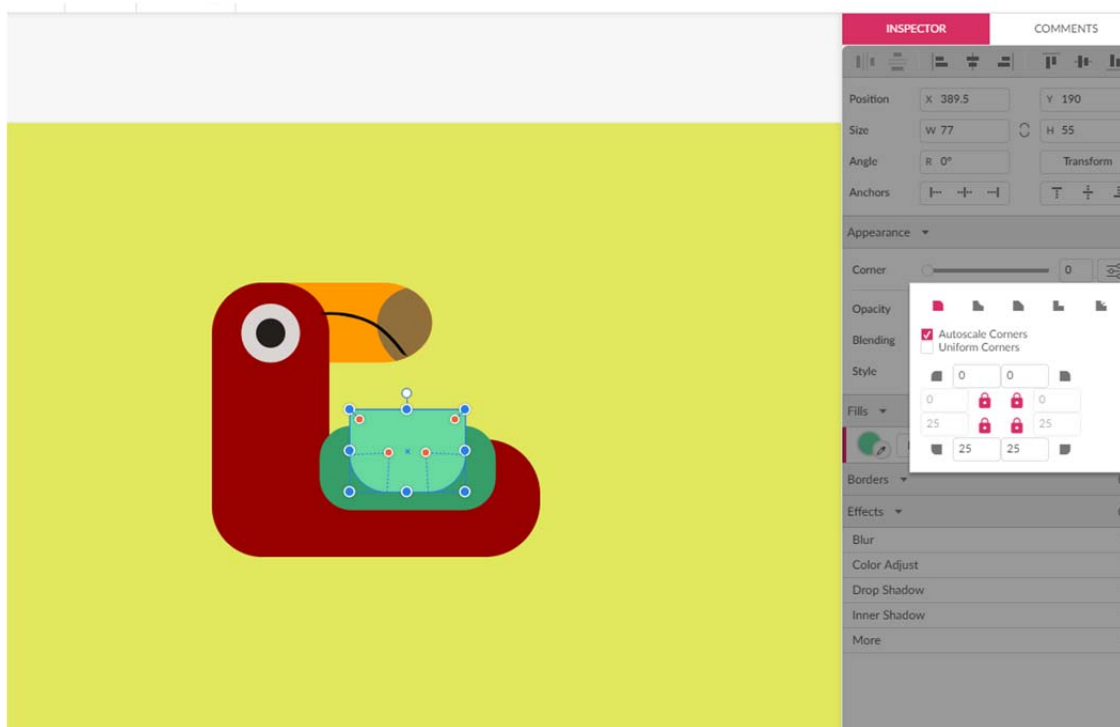 INSPECTOR COMMENTS
Position X 389.5 Y 190
Size W 77 H 55
Angle R 0° Transform
Anchors
Appearance
Corner 0
Opacity
Autoscale Corners
Blending
Uniform Corners
Style
0 0
0 0
25 25
25 25
Fills
Borders
Effects
Blur
Color Adjust
Drop Shadow
Inner Shadow
More